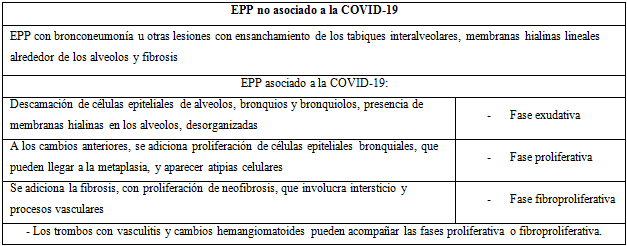 EPP no asociado a la COVID-19
EPP con bronconeumonía u otras lesiones con ensanchamiento de los tabiques interalveolares, membranas hialinas lineales
alrededor de los alveolos y fibrosis
EPP asociado a la COVID-19:
Descamación de células epiteliales de alveolos, bronquios y bronquiolos, presencia de
membranas hialinas en los alveolos, desorganizadas
- Fase exudativa
A los cambios anteriores, se adiciona proliferación de células epiteliales bronquiales, que
pueden llegar a la metaplasia, y aparecer atipias celulares
- Fase proliferativa
Se adiciona la fibrosis, con proliferación de neofibrosis, que involucra intersticio y
procesos vasculares
- Fase fibroproliferativa
- Los trombos con vasculitis y cambios hemangiomatoides pueden acompañar las fases proliferativa o fibroproliferativa.